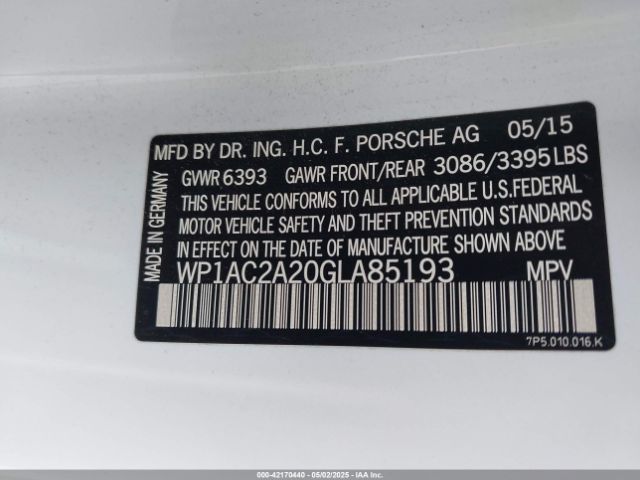 MFD BY DR. ING. H.C. F. PORSCHE AG 05/15
GVWR 6393 GAWR FRONT/REAR 3086/3395 LBS
THIS VEHICLE CONFORMS TO ALL APPLICABLE U.S. FEDERAL
MOTOR VEHICLE SAFETY AND THEFT PREVENTION STANDARDS
IN EFFECT ON THE DATE OF MANUFACTURE SHOWN ABOVE
WP1AC2A20GLA85193 MPV
MADE IN GERMANY
7P5.010.016.K
000-42170440 - 05/02/2025 - IAA Inc.